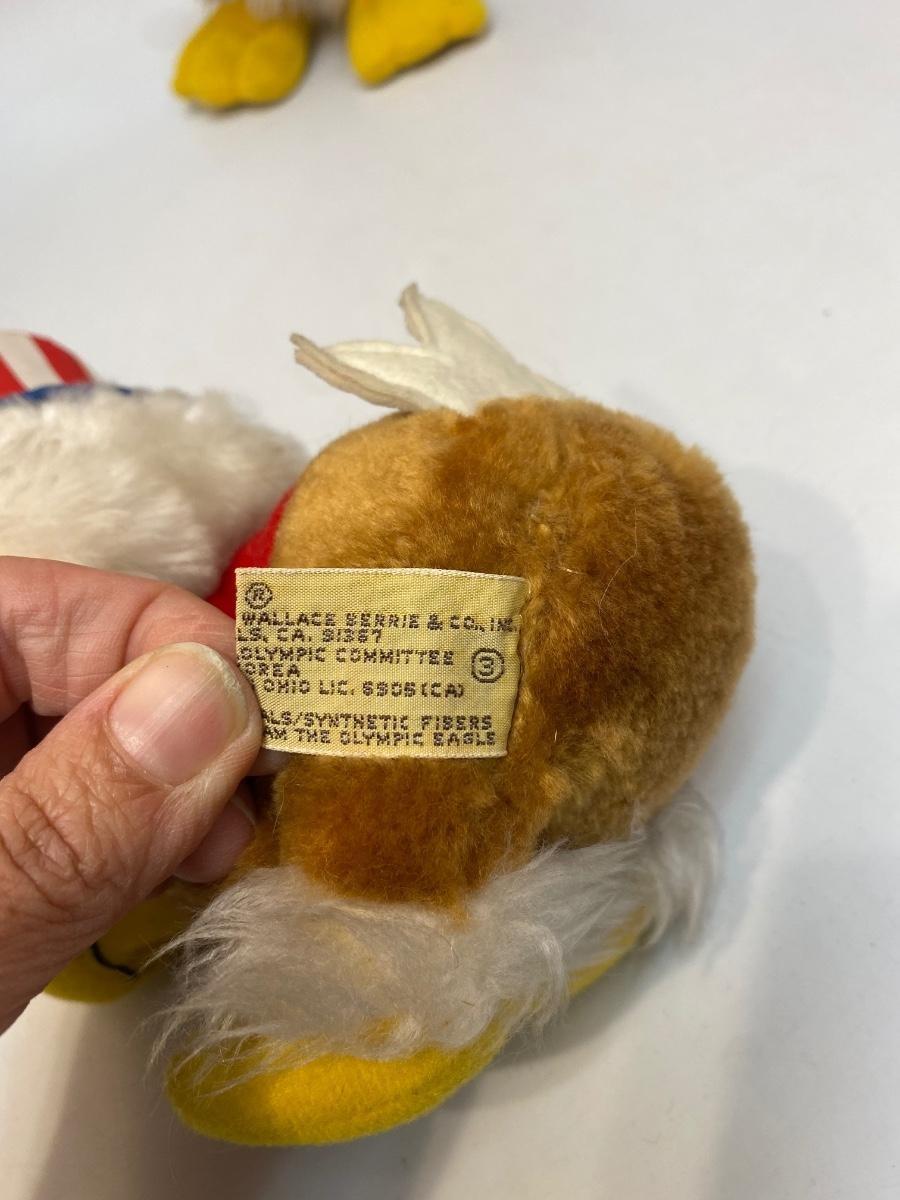 ®
WALLACE BERRIE & CO., INC.
LS, CA. 91367
OLYMPIC COMMITTEE ③
OREA
OHIO LIC. 6906 (CA)
ALS/SYNTHETIC FIBERS
AM THE OLYMPIC EAGLE